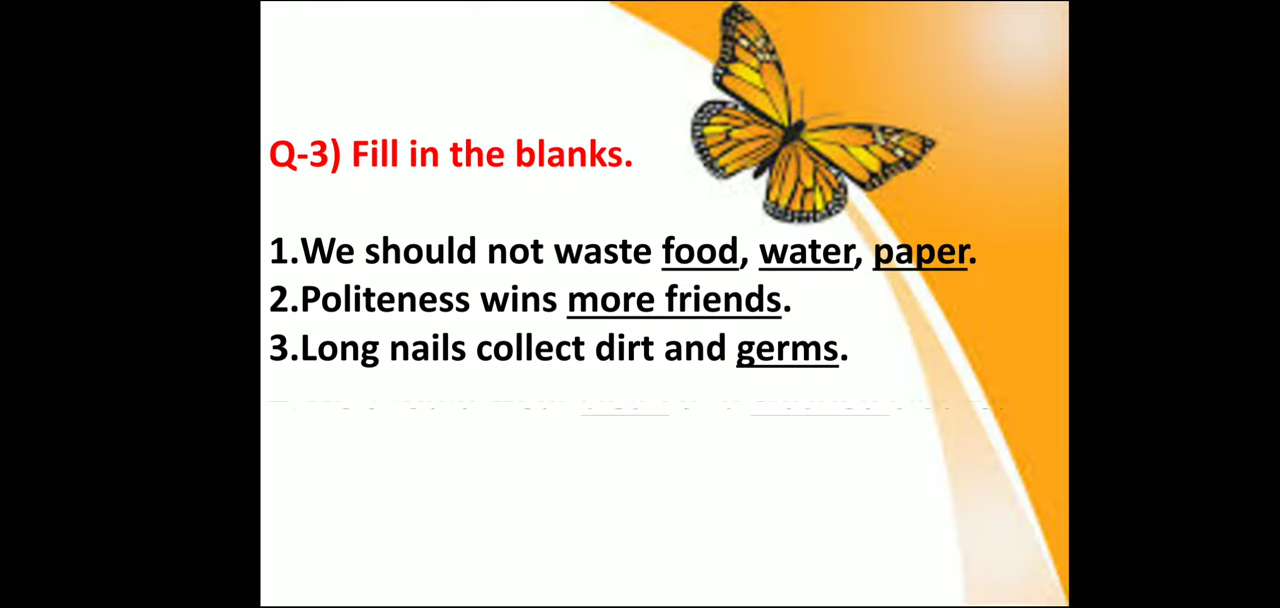 Q-3) Fill in the blanks.
1.We should not waste food, water, paper.
2.Politeness wins more friends.
3.Long nails collect dirt and germs.